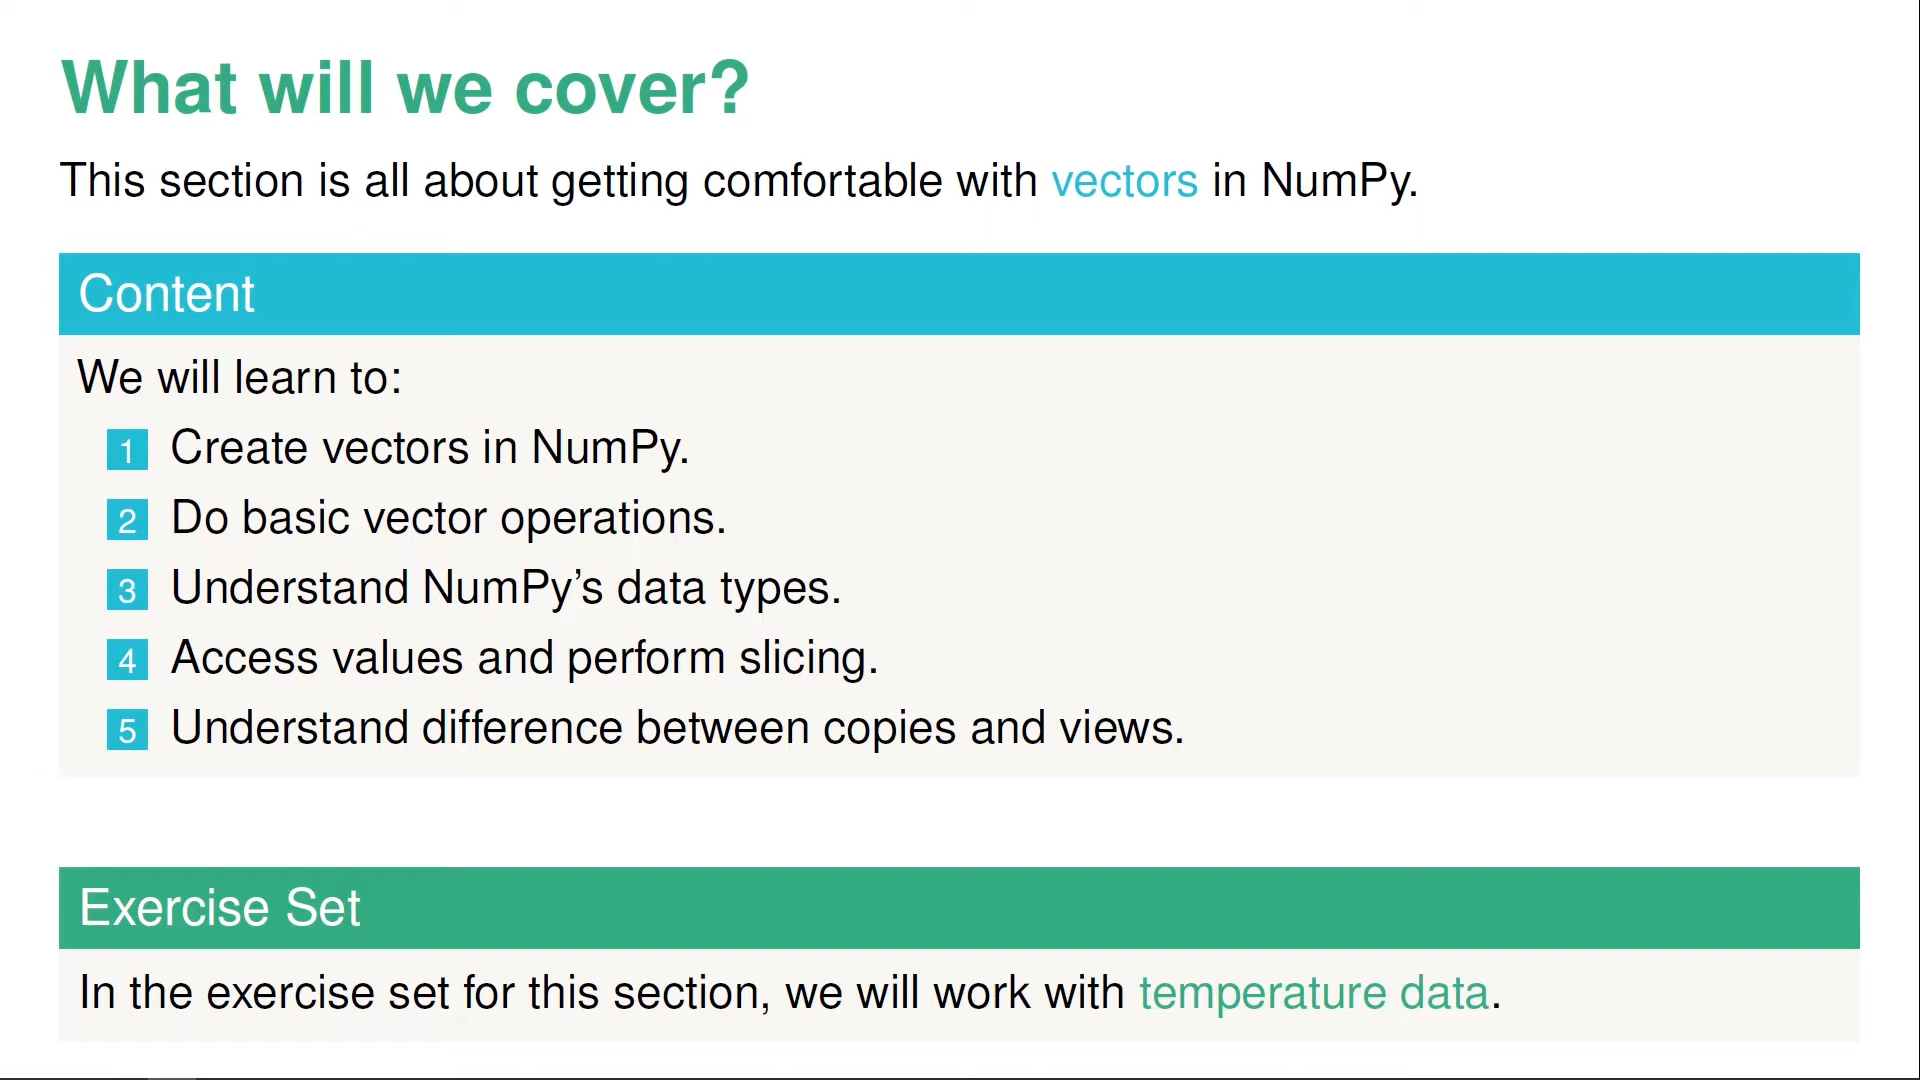 What will we cover?
This section is all about getting comfortable with vectors in NumPy.
Content
We will learn to:
1 Create vectors in NumPy.
2 Do basic vector operations.
3 Understand NumPy’s data types.
4 Access values and perform slicing.
5 Understand difference between copies and views.
Exercise Set
In the exercise set for this section, we will work with temperature data.